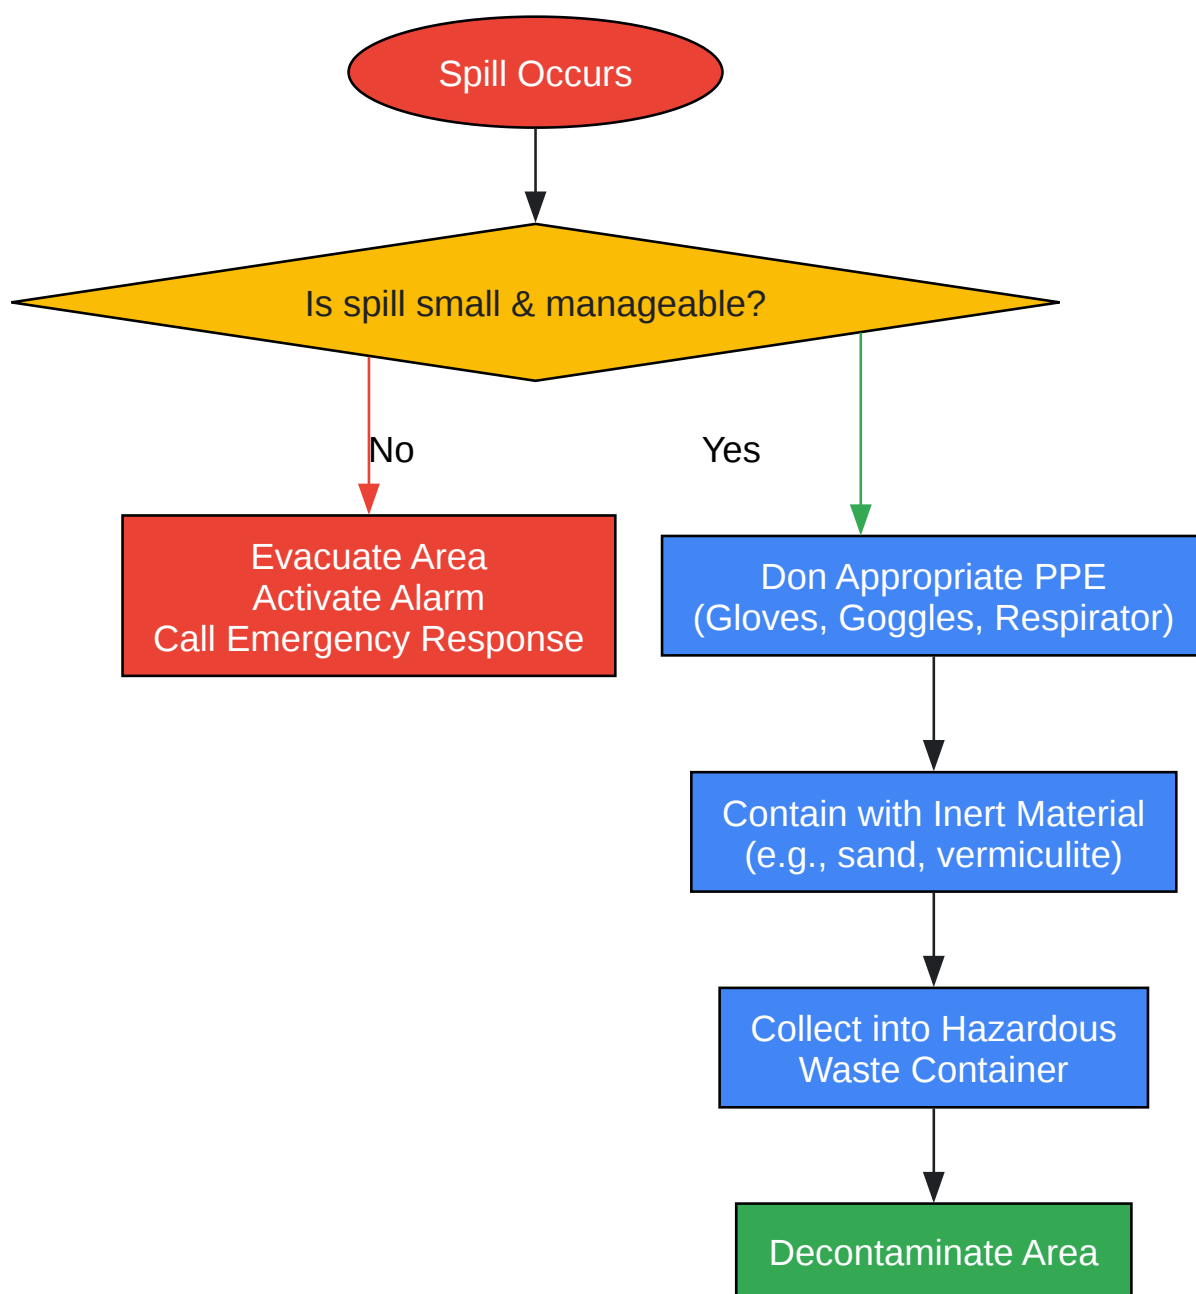 Spill Occurs
Is spill small & manageable?
No
Yes
Evacuate Area
Activate Alarm
Call Emergency Response
Don Appropriate PPE
(Gloves, Goggles, Respirator)
Contain with Inert Material
(e.g., sand, vermiculite)
Collect into Hazardous
Waste Container
Decontaminate Area